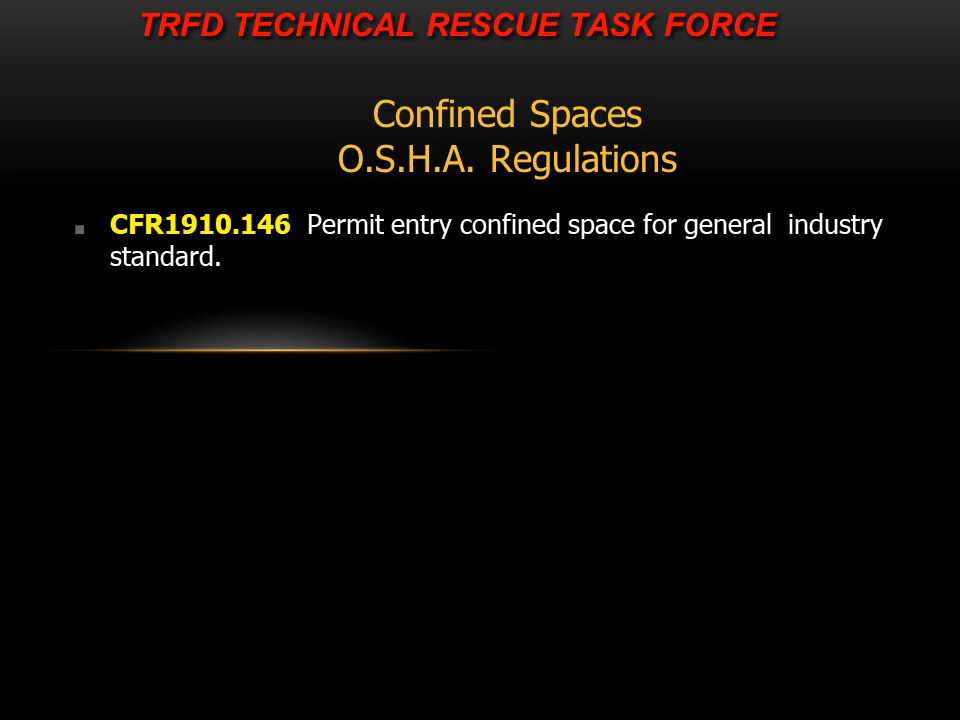 TRFD TECHNICAL RESCUE TASK FORCE
Confined Spaces
O.S.H.A. Regulations
CFR1910.146 Permit entry confined space for general industry
standard.